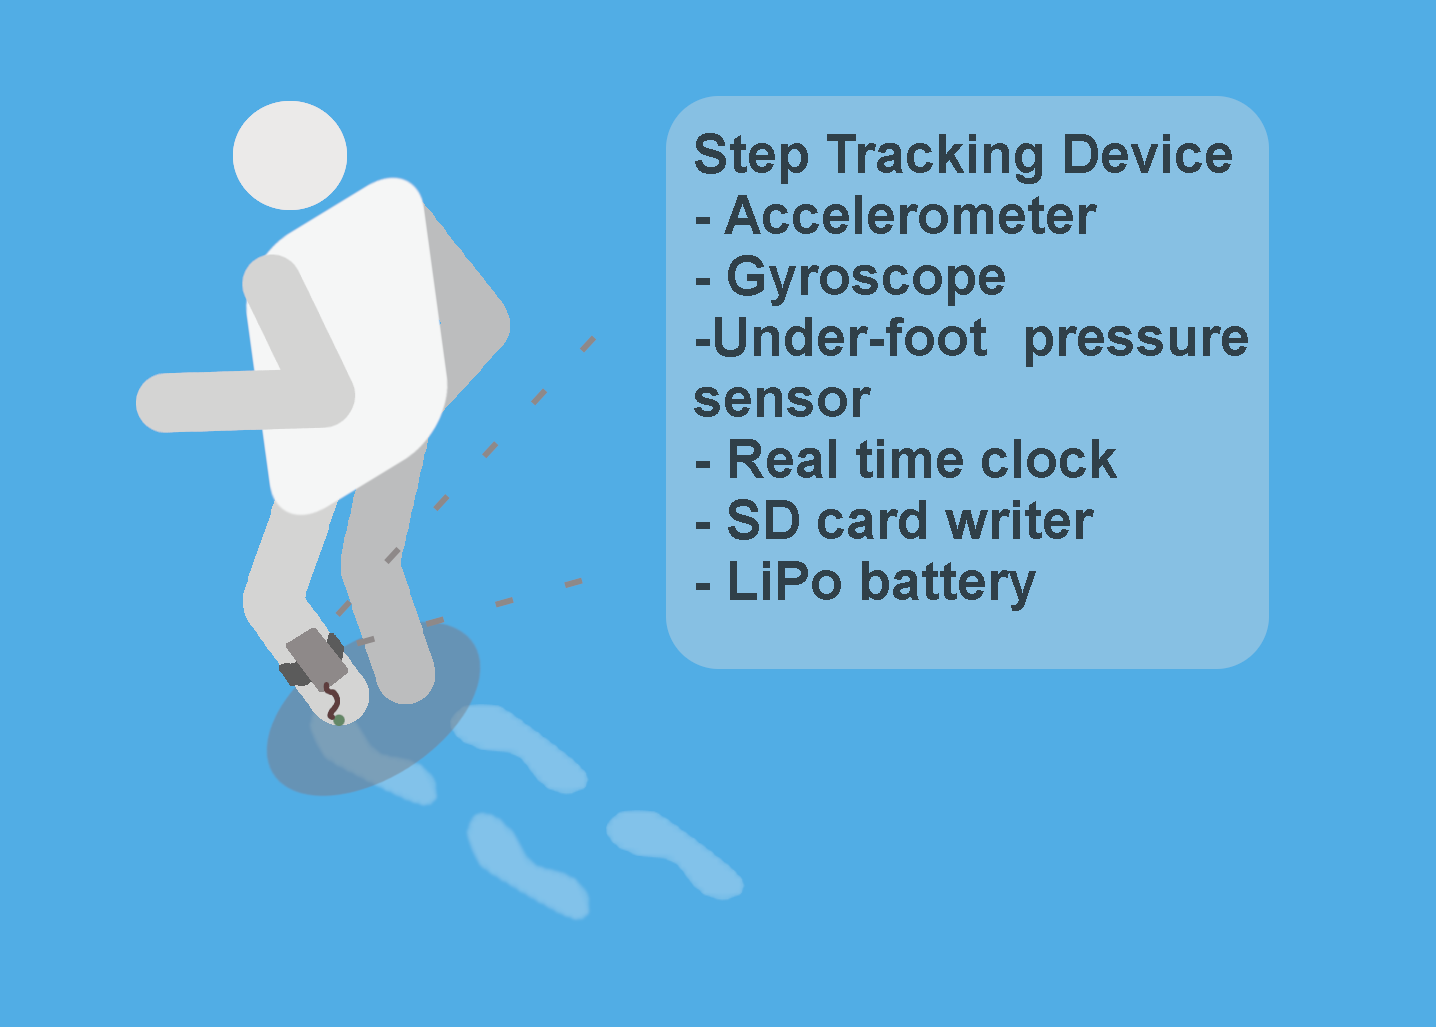 Step Tracking Device
- Accelerometer
- Gyroscope
-Under-foot pressure
sensor
- Real time clock
- SD card writer
- LiPo battery